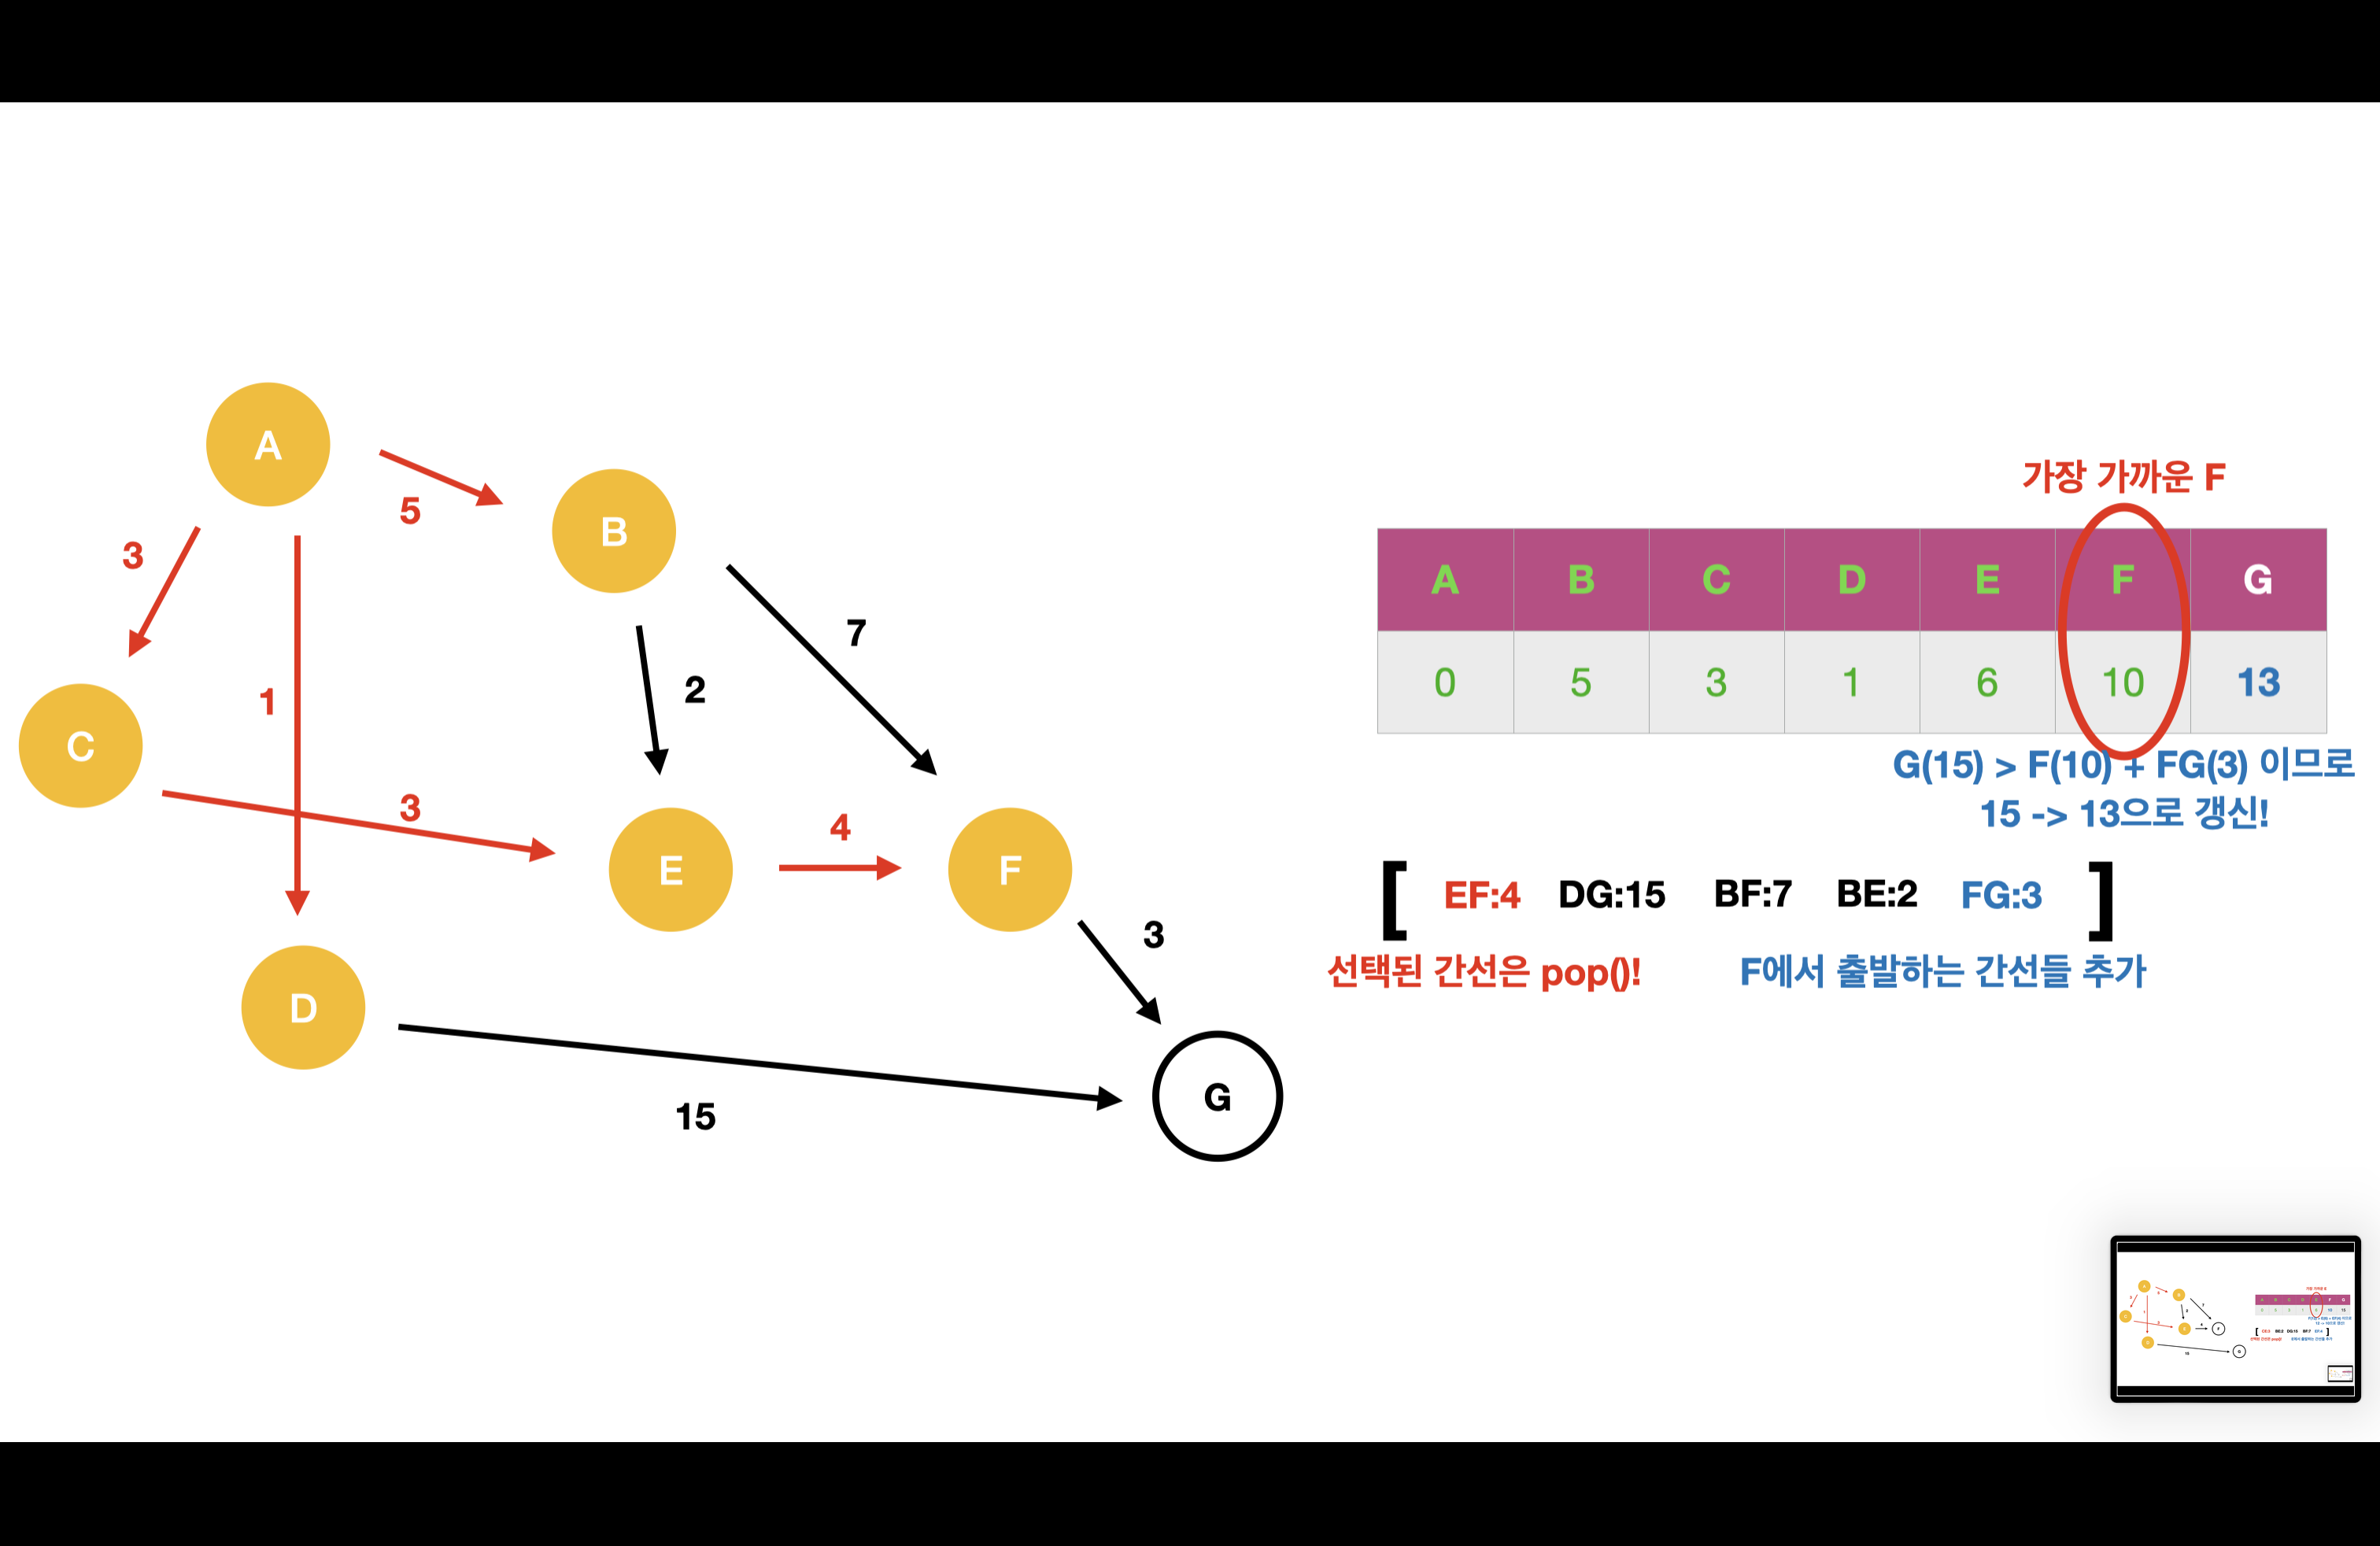 A
5
B
3
7
1
2
C
3
E
4
F
3
D
15
G
가장 가까운 F
A B C D E F G
0 5 3 1 6 10 13
G(15) > F(10) + FG(3) 이므로
15 -> 13으로 갱신!
[ EF:4 DG:15 BF:7 BE:2 FG:3 ]
선택된 간선은 pop()!
F에서 출발하는 간선들 추가